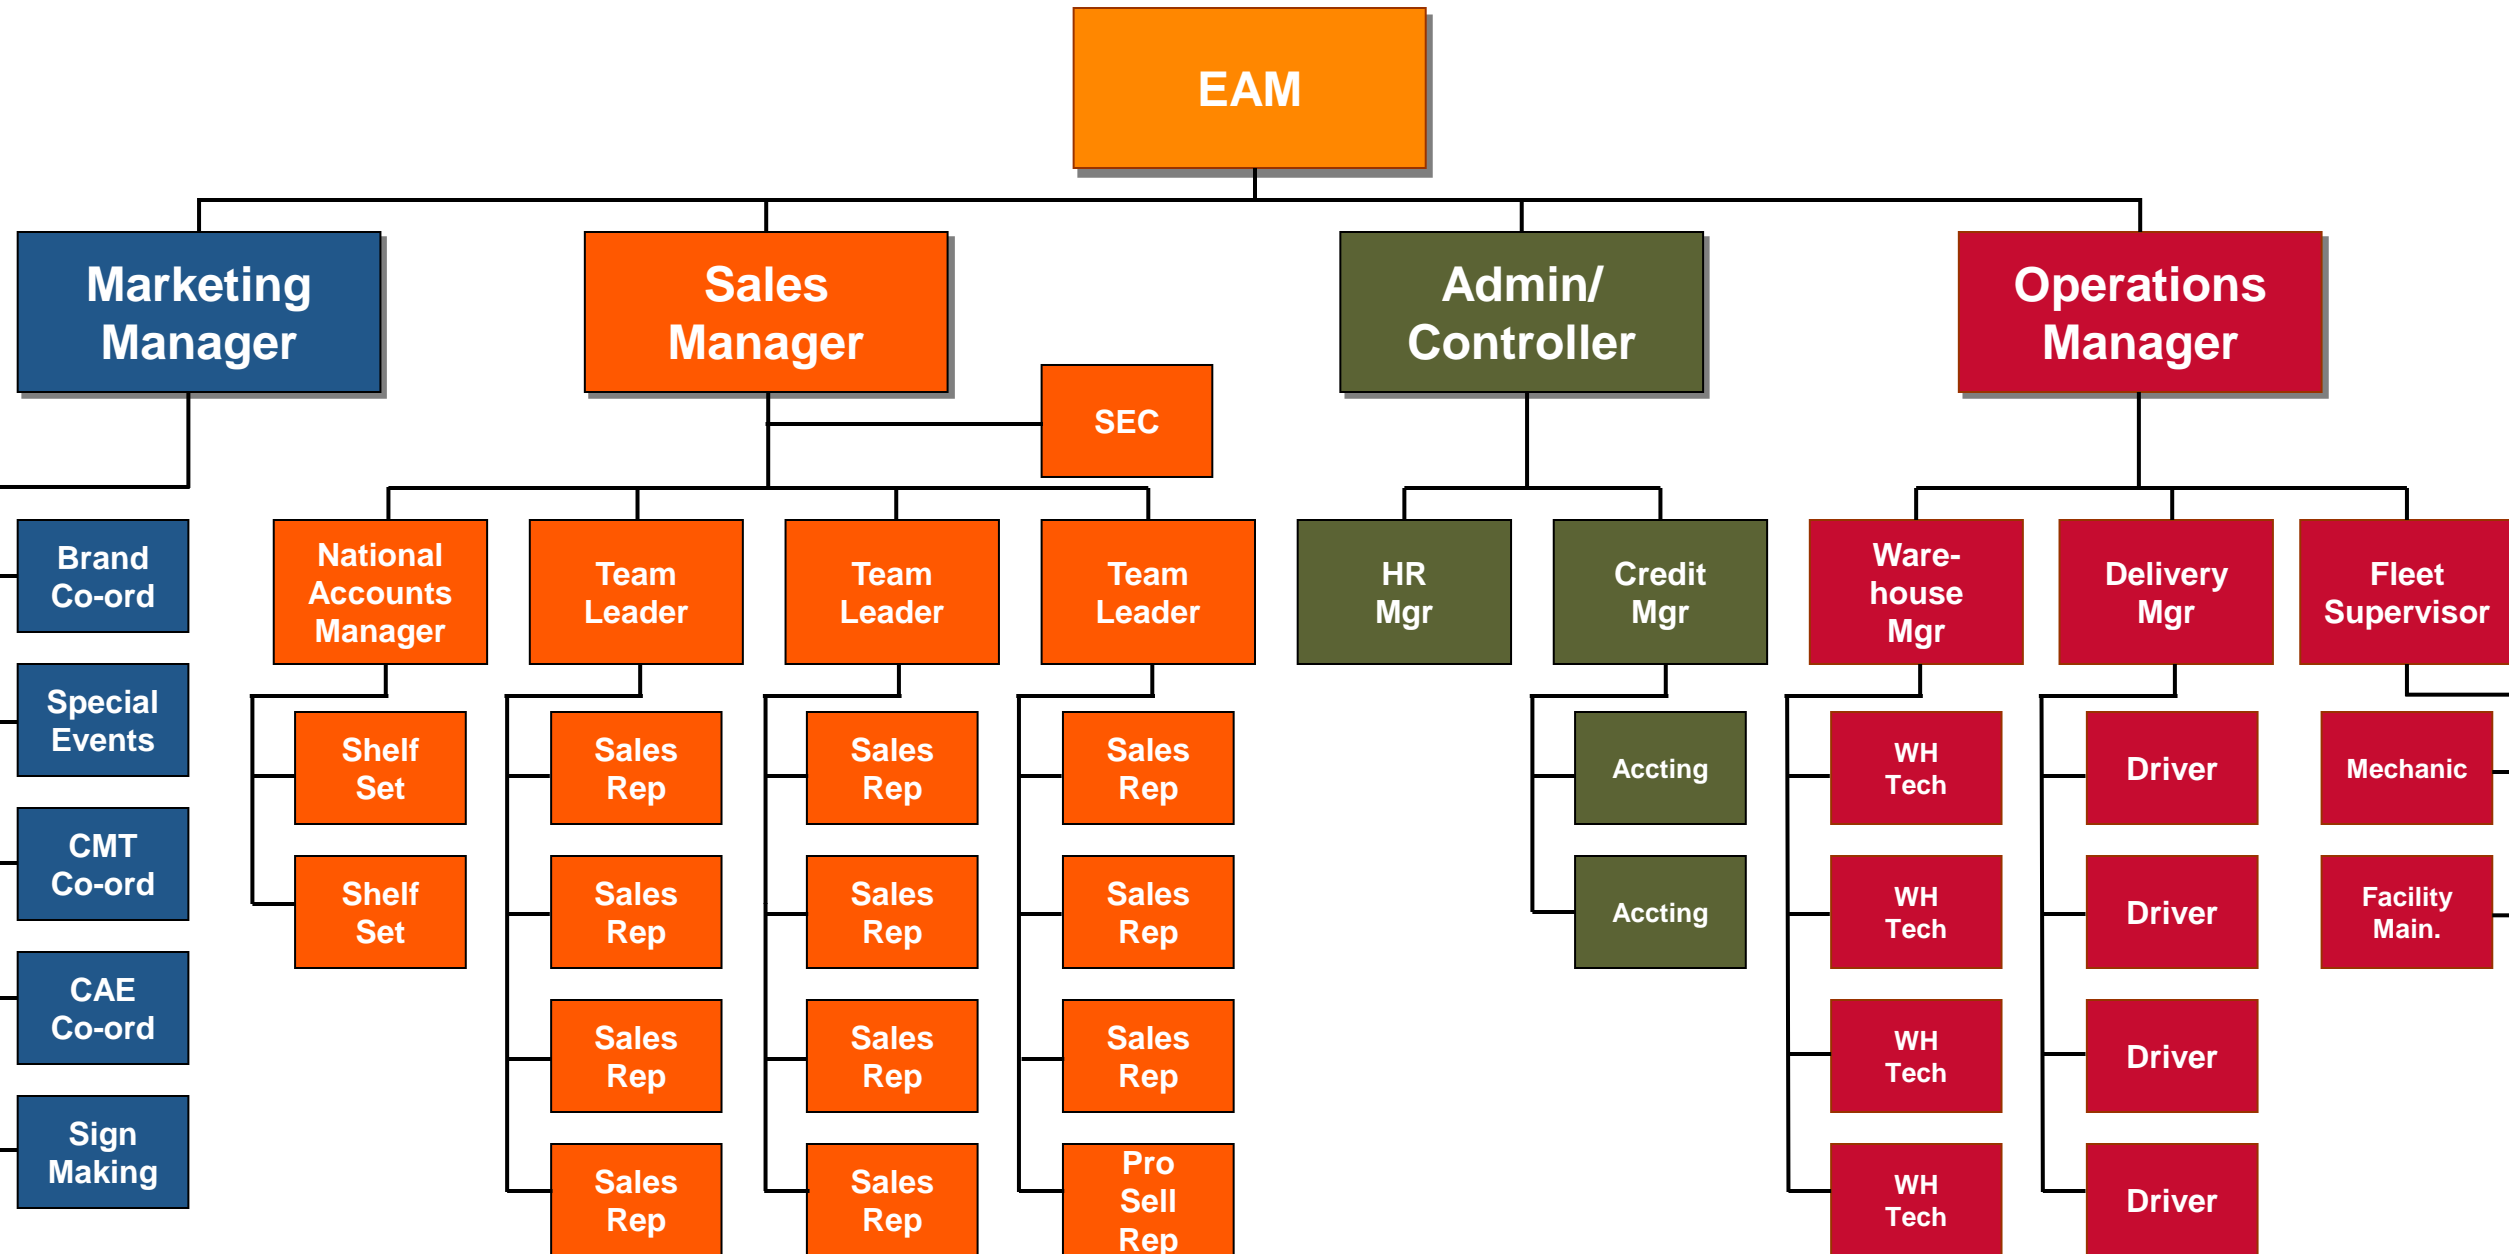 EAM
Marketing
Manager
Sales
Manager
Admin/
Controller
Operations
Manager
SEC
Brand
Co-ord
National
Accounts
Manager
Team
Leader
Team
Leader
Team
Leader
HR
Mgr
Credit
Mgr
Ware-
house
Mgr
Delivery
Mgr
Fleet
Supervisor
Special
Events
Shelf
Set
Sales
Rep
Sales
Rep
Sales
Rep
Accting
WH
Tech
Driver
Mechanic
CMT
Co-ord
Shelf
Set
Sales
Rep
Sales
Rep
Sales
Rep
Accting
WH
Tech
Driver
Facility
Main.
CAE
Co-ord
Sales
Rep
Sales
Rep
Sales
Rep
WH
Tech
Driver
Sign
Making
Sales
Rep
Sales
Rep
Pro
Sell
Rep
WH
Tech
Driver